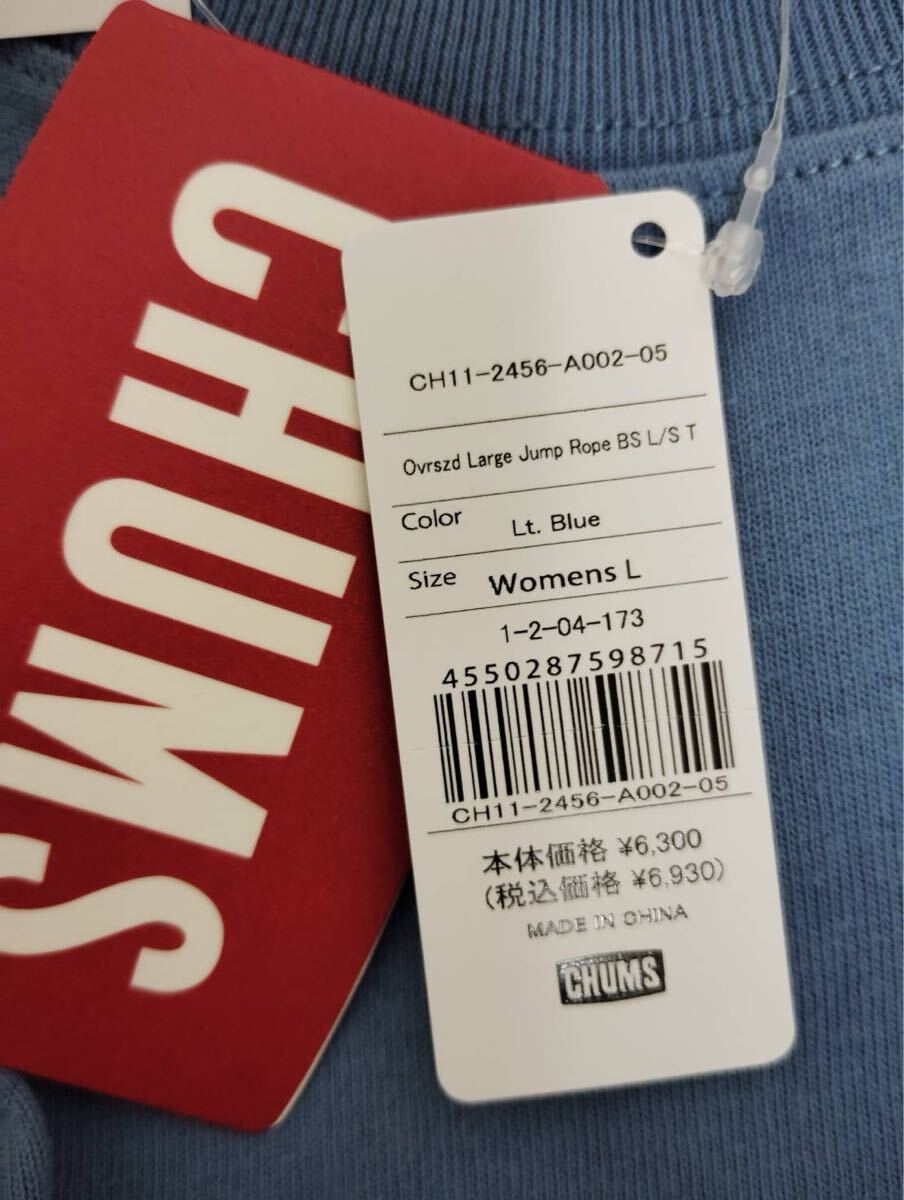 CHUMS
CH11-2456-A002-05
Ovrszd Large Jump Rope BS L/S T
Color Lt. Blue
Size Womens L
1-2-04-173
4550287598715
CH11-2456-A002-05
本体価格 ¥6,300
(税込価格 ¥6,930)
MADE IN CHINA
CHUMS